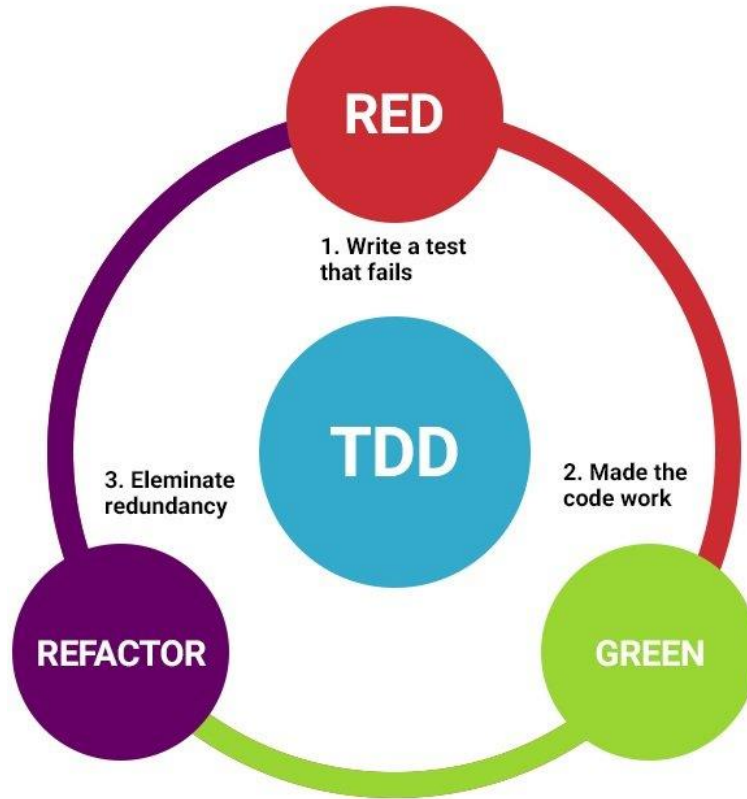 RED
1. Write a test
that fails
TDD
3. Eleminate
redundancy
2. Made the
code work
REFACTOR
GREEN